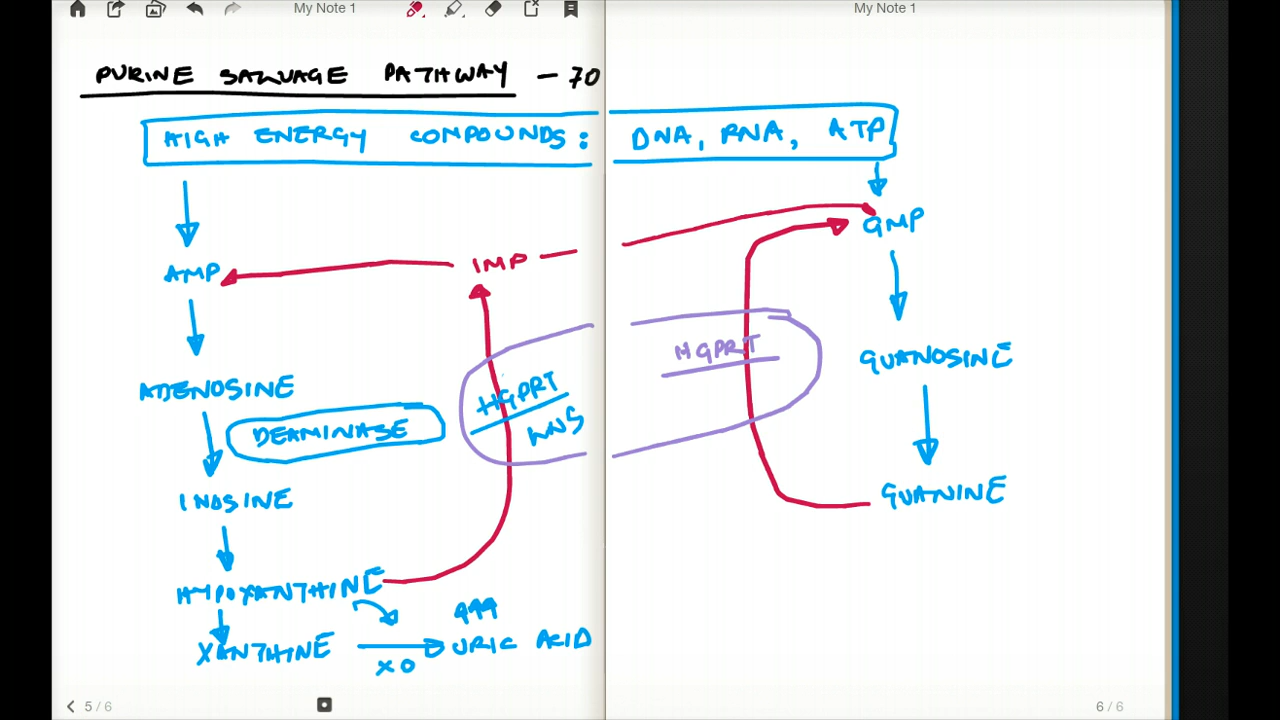 My Note 1
My Note 1
PURINE SALVAGE PATHWAY - 70
HIGH ENERGY COMPOUNDS: DNA, RNA, ATP
GMP
IMP
AMP
HGPRT
GUANOSINE
ADENOSINE
HGPRT
LNS
DEAMINASE
GUANINE
INOSINE
HYPOXANTHINE
XANTHINE
XO
URIC ACID
5 / 6
6 / 6